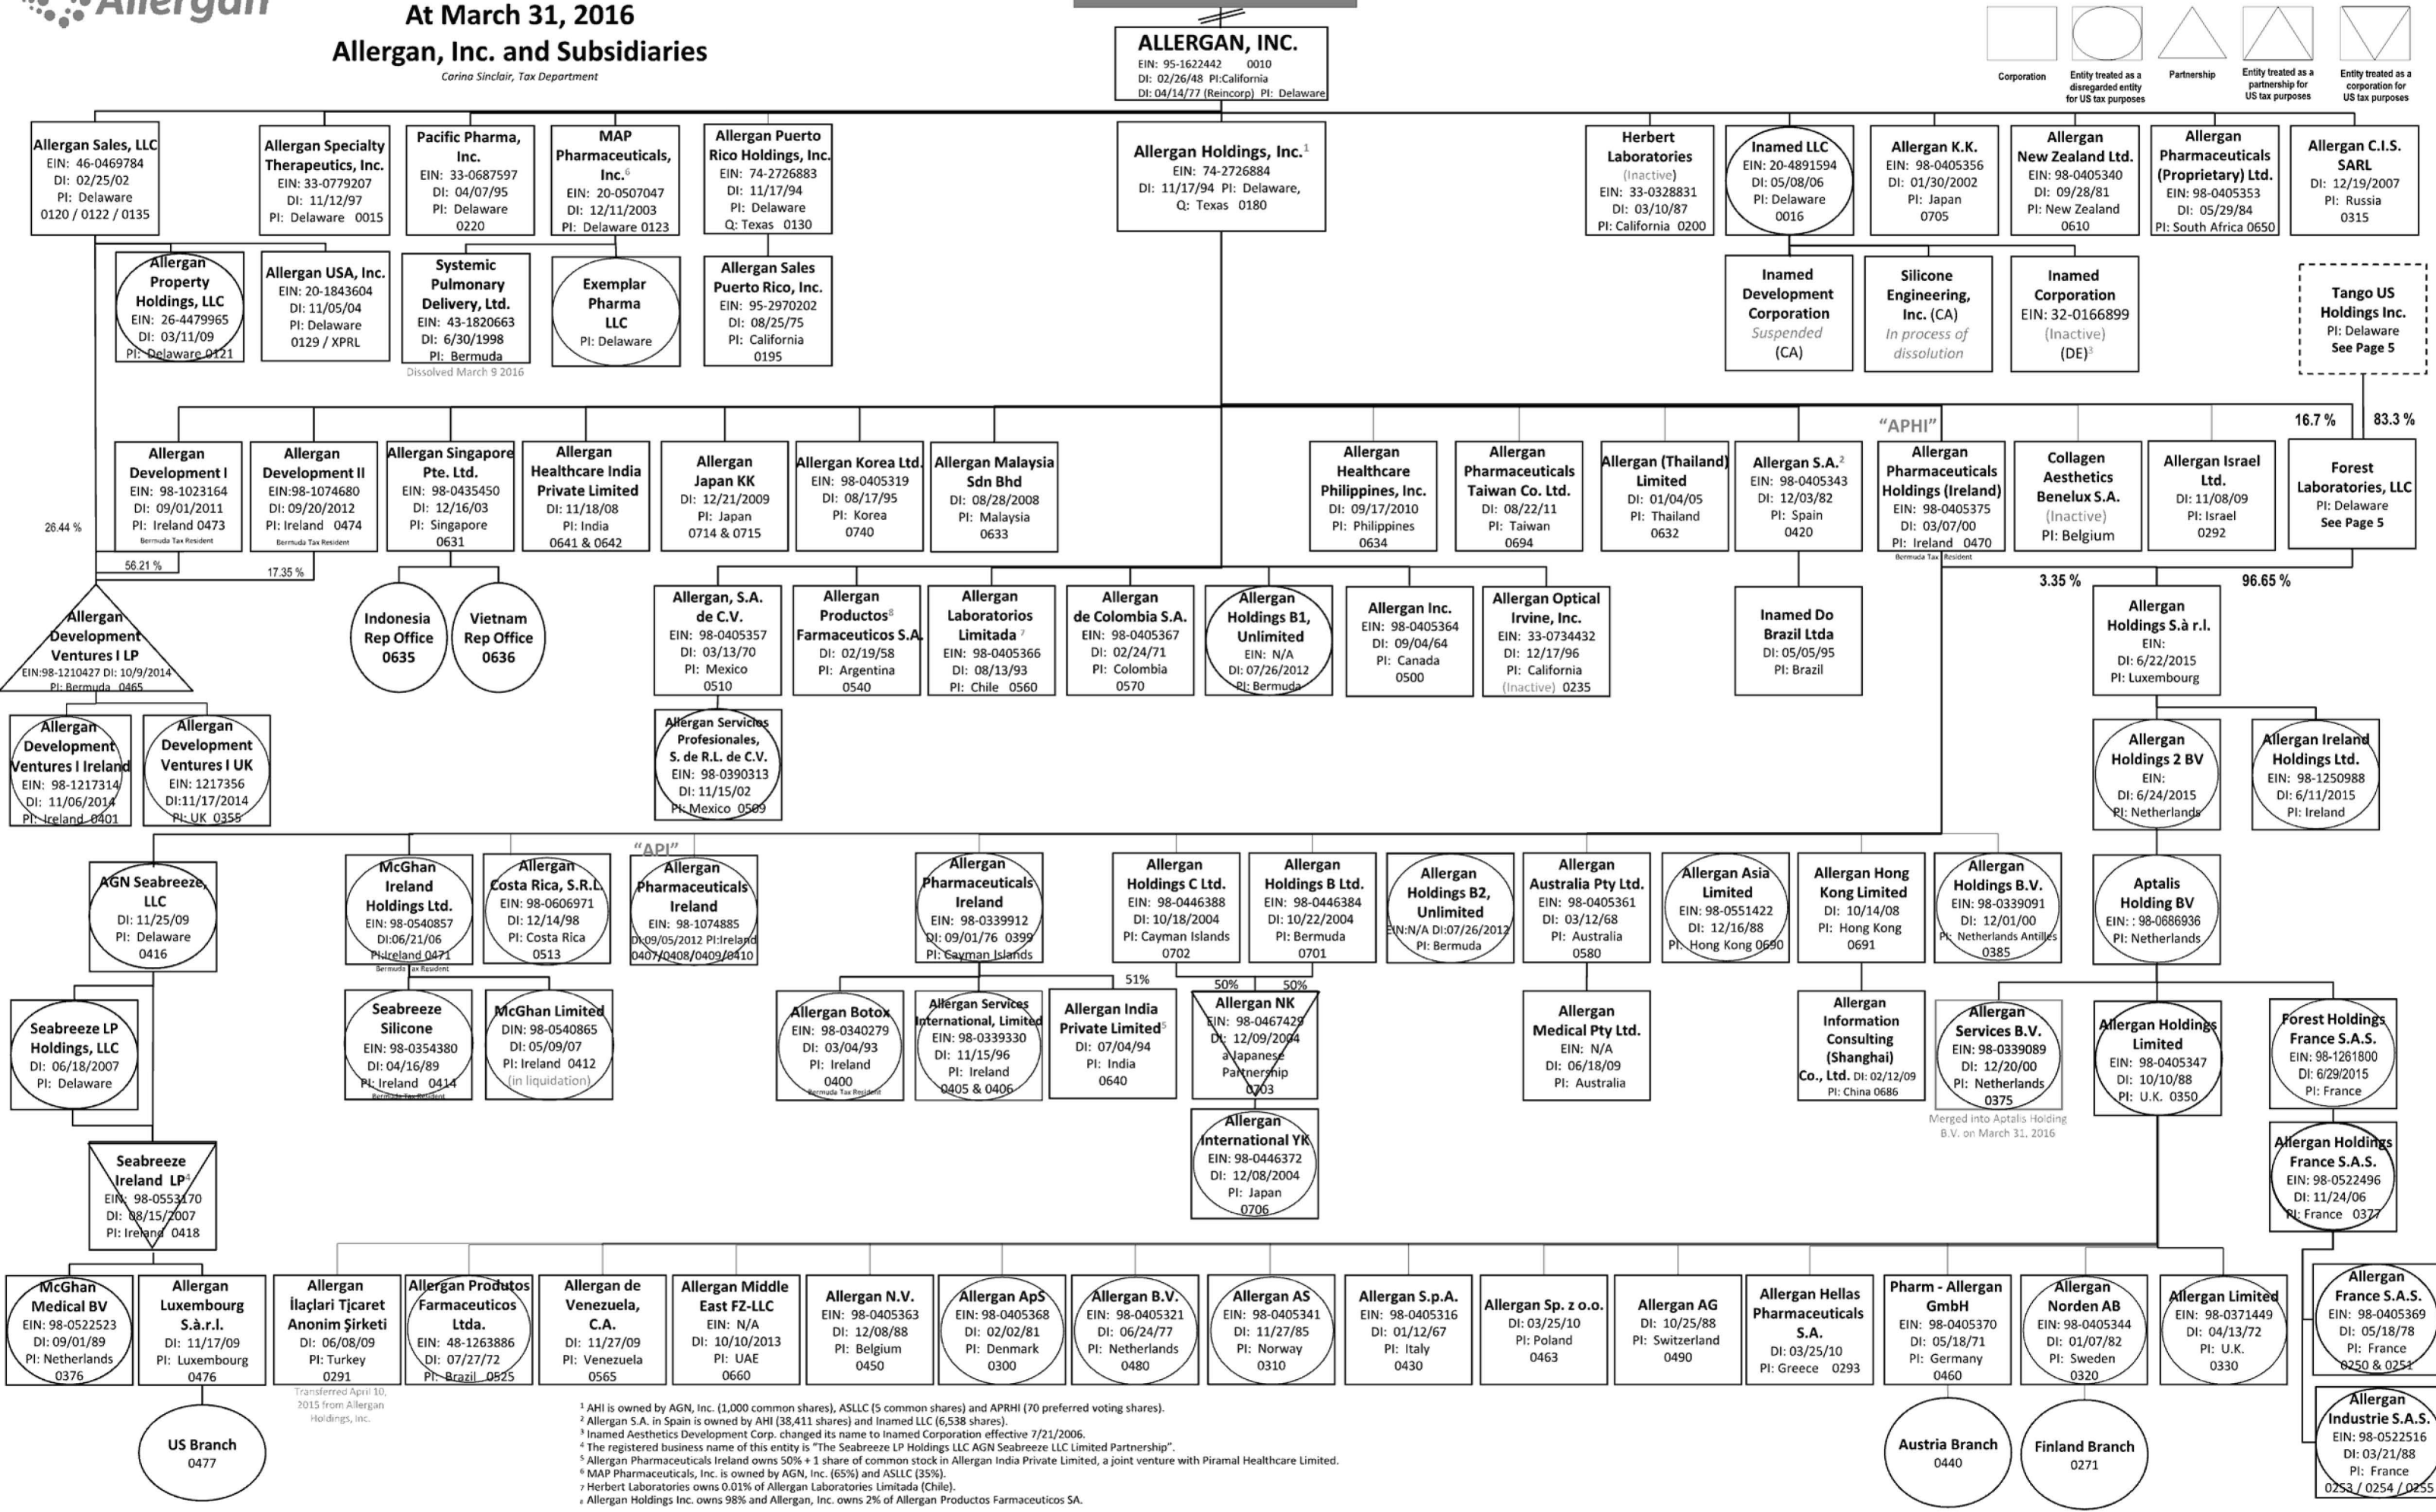 Allergan
At March 31, 2016
Allergan, Inc. and Subsidiaries
Carina Sinclair, Tax Department
ALLERGAN, INC.
EIN: 95-1622442 0010
DI: 02/26/48 PI:California
DI: 04/14/77 (Reincorp) PI: Delaware
Corporation
Entity treated as a
disregarded entity
for US tax purposes
Partnership
Entity treated as a
partnership for
US tax purposes
Entity treated as a
corporation for
US tax purposes
Allergan Sales, LLC
EIN: 46-0469784
DI: 02/25/02
PI: Delaware
0120 / 0122 / 0135
Allergan Specialty
Therapeutics, Inc.
EIN: 33-0779207
DI: 11/12/97
PI: Delaware 0015
Pacific Pharma,
Inc.
EIN: 33-0687597
DI: 04/07/95
PI: Delaware
0220
MAP
Pharmaceuticals,
Inc.6
EIN: 20-0507047
DI: 12/11/2003
PI: Delaware 0123
Allergan Puerto
Rico Holdings, Inc.
EIN: 74-2726883
DI: 11/17/94
PI: Delaware
Q: Texas 0130
Allergan Holdings, Inc.1
EIN: 74-2726884
DI: 11/17/94 PI: Delaware,
Q: Texas 0180
Herbert
Laboratories
(Inactive)
EIN: 33-0328831
DI: 03/10/87
PI: California 0200
Inamed LLC
EIN: 20-4891594
DI: 05/08/06
PI: Delaware
0016
Allergan K.K.
EIN: 98-0405356
DI: 01/30/2002
PI: Japan
0705
Allergan
New Zealand Ltd.
EIN: 98-0405340
DI: 09/28/81
PI: New Zealand
0610
Allergan
Pharmaceuticals
(Proprietary) Ltd.
EIN: 98-0405353
DI: 05/29/84
PI: South Africa 0650
Allergan C.I.S.
SARL
DI: 12/19/2007
PI: Russia
0315
Allergan
Property
Holdings, LLC
EIN: 26-4479965
DI: 03/11/09
PI: Delaware 0121
Allergan USA, Inc.
EIN: 20-1843604
DI: 11/05/04
PI: Delaware
0129 / XPRL
Systemic
Pulmonary
Delivery, Ltd.
EIN: 43-1820663
DI: 6/30/1998
PI: Bermuda
Dissolved March 9 2016
Exemplar
Pharma
LLC
PI: Delaware
Allergan Sales
Puerto Rico, Inc.
EIN: 95-2970202
DI: 08/25/75
PI: California
0195
Inamed
Development
Corporation
Suspended
(CA)
Silicone
Engineering,
Inc. (CA)
In process of
dissolution
Inamed
Corporation
EIN: 32-0166899
(Inactive)
(DE)3
Tango US
Holdings Inc.
PI: Delaware
See Page 5
16.7 %
83.3 %
"APHI"
26.44 %
Allergan
Development I
EIN: 98-1023164
DI: 09/01/2011
PI: Ireland 0473
Bermuda Tax Resident
Allergan
Development II
EIN:98-1074680
DI: 09/20/2012
PI: Ireland 0474
Bermuda Tax Resident
Allergan Singapore
Pte. Ltd.
EIN: 98-0435450
DI: 12/16/03
PI: Singapore
0631
Allergan
Healthcare India
Private Limited
DI: 11/18/08
PI: India
0641 & 0642
Allergan
Japan KK
DI: 12/21/2009
PI: Japan
0714 & 0715
Allergan Korea Ltd.
EIN: 98-0405319
DI: 08/17/95
PI: Korea
0740
Allergan Malaysia
Sdn Bhd
DI: 08/28/2008
PI: Malaysia
0633
Allergan
Healthcare
Philippines, Inc.
DI: 09/17/2010
PI: Philippines
0634
Allergan
Pharmaceuticals
Taiwan Co. Ltd.
DI: 08/22/11
PI: Taiwan
0694
Allergan (Thailand)
Limited
DI: 01/04/05
PI: Thailand
0632
Allergan S.A.2
EIN: 98-0405343
DI: 12/03/82
PI: Spain
0420
Allergan
Pharmaceuticals
Holdings (Ireland)
EIN: 98-0405375
DI: 03/07/00
PI: Ireland 0470
Bermuda Tax Resident
Collagen
Aesthetics
Benelux S.A.
(Inactive)
PI: Belgium
Allergan Israel
Ltd.
DI: 11/08/09
PI: Israel
0292
Forest
Laboratories, LLC
PI: Delaware
See Page 5
56.21 %
17.35 %
3.35 %
96.65 %
Allergan
Development
Ventures I LP
EIN:98-1210427 DI: 10/9/2014
PI: Bermuda 0465
Indonesia
Rep Office
0635
Vietnam
Rep Office
0636
Allergan, S.A.
de C.V.
EIN: 98-0405357
DI: 03/13/70
PI: Mexico
0510
Allergan
Productos8
Farmaceuticos S.A.
DI: 02/19/58
PI: Argentina
0540
Allergan
Laboratorios
Limitada 7
EIN: 98-0405366
DI: 08/13/93
PI: Chile 0560
Allergan
de Colombia S.A.
EIN: 98-0405367
DI: 02/24/71
PI: Colombia
0570
Allergan
Holdings B1,
Unlimited
EIN: N/A
DI: 07/26/2012
PI: Bermuda
Allergan Inc.
EIN: 98-0405364
DI: 09/04/64
PI: Canada
0500
Allergan Optical
Irvine, Inc.
EIN: 33-0734432
DI: 12/17/96
PI: California
(Inactive) 0235
Inamed Do
Brazil Ltda
DI: 05/05/95
PI: Brazil
Allergan
Holdings S.à r.l.
EIN:
DI: 6/22/2015
PI: Luxembourg
Allergan
Development
Ventures I Ireland
EIN: 98-1217314
DI: 11/06/2014
PI: Ireland 0401
Allergan
Development
Ventures I UK
EIN: 1217356
DI:11/17/2014
PI: UK 0355
Allergan Servicios
Profesionales,
S. de R.L. de C.V.
EIN: 98-0390313
DI: 11/15/02
PI: Mexico 0509
Allergan
Holdings 2 BV
EIN:
DI: 6/24/2015
PI: Netherlands
Allergan Ireland
Holdings Ltd.
EIN: 98-1250988
DI: 6/11/2015
PI: Ireland
"API"
AGN Seabreeze,
LLC
DI: 11/25/09
PI: Delaware
0416
McGhan
Ireland
Holdings Ltd.
EIN: 98-0540857
DI:06/21/06
PI:Ireland 0471
Bermuda Tax Resident
Allergan
Costa Rica, S.R.L.
EIN: 98-0606971
DI: 12/14/98
PI: Costa Rica
0513
Allergan
Pharmaceuticals
Ireland
EIN: 98-1074885
DI:09/05/2012 PI:Ireland
0407/0408/0409/0410
Allergan
Pharmaceuticals
Ireland
EIN: 98-0339912
DI: 09/01/76 0399
PI: Cayman Islands
Allergan
Holdings C Ltd.
EIN: 98-0446388
DI: 10/18/2004
PI: Cayman Islands
0702
Allergan
Holdings B Ltd.
EIN: 98-0446384
DI: 10/22/2004
PI: Bermuda
0701
Allergan
Holdings B2,
Unlimited
EIN:N/A DI:07/26/2012
PI: Bermuda
Allergan
Australia Pty Ltd.
EIN: 98-0405361
DI: 03/12/68
PI: Australia
0580
Allergan Asia
Limited
EIN: 98-0551422
DI: 12/16/88
PI: Hong Kong 0690
Allergan Hong
Kong Limited
DI: 10/14/08
PI: Hong Kong
0691
Allergan
Holdings B.V.
EIN: 98-0339091
DI: 12/01/00
PI: Netherlands Antilles
0385
Aptalis
Holding BV
EIN: : 98-0686936
PI: Netherlands
51%
50%
50%
Seabreeze LP
Holdings, LLC
DI: 06/18/2007
PI: Delaware
Seabreeze
Silicone
EIN: 98-0354380
DI: 04/16/89
PI: Ireland 0414
Bermuda Tax Resident
McGhan Limited
DIN: 98-0540865
DI: 05/09/07
PI: Ireland 0412
(in liquidation)
Allergan Botox
EIN: 98-0340279
DI: 03/04/93
PI: Ireland
0400
Bermuda Tax Resident
Allergan Services
International, Limited
EIN: 98-0339330
DI: 11/15/96
PI: Ireland
0405 & 0406
Allergan India
Private Limited5
DI: 07/04/94
PI: India
0640
Allergan NK
EIN: 98-0467429
DI: 12/09/2004
a Japanese
Partnership
0703
Allergan
Medical Pty Ltd.
EIN: N/A
DI: 06/18/09
PI: Australia
Allergan
Information
Consulting
(Shanghai)
Co., Ltd. DI: 02/12/09
PI: China 0686
Allergan
Services B.V.
EIN: 98-0339089
DI: 12/20/00
PI: Netherlands
0375
Merged into Aptalis Holding
B.V. on March 31, 2016
Allergan Holdings
Limited
EIN: 98-0405347
DI: 10/10/88
PI: U.K. 0350
Forest Holdings
France S.A.S.
EIN: 98-1261800
DI: 6/29/2015
PI: France
Allergan
International YK
EIN: 98-0446372
DI: 12/08/2004
PI: Japan
0706
Allergan Holdings
France S.A.S.
EIN: 98-0522496
DI: 11/24/06
PI: France 0377
Seabreeze
Ireland LP4
EIN: 98-0553170
DI: 08/15/2007
PI: Ireland 0418
McGhan
Medical BV
EIN: 98-0522523
DI: 09/01/89
PI: Netherlands
0376
Allergan
Luxembourg
S.à.r.l.
DI: 11/17/09
PI: Luxembourg
0476
Allergan
İlaçlari Ticaret
Anonim Şirketi
DI: 06/08/09
PI: Turkey
0291
Transferred April 10,
2015 from Allergan
Holdings, Inc.
Allergan Produtos
Farmaceuticos
Ltda.
EIN: 48-1263886
DI: 07/27/72
PI: Brazil 0525
Allergan de
Venezuela,
C.A.
DI: 11/27/09
PI: Venezuela
0565
Allergan Middle
East FZ-LLC
EIN: N/A
DI: 10/10/2013
PI: UAE
0660
Allergan N.V.
EIN: 98-0405363
DI: 12/08/88
PI: Belgium
0450
Allergan ApS
EIN: 98-0405368
DI: 02/02/81
PI: Denmark
0300
Allergan B.V.
EIN: 98-0405321
DI: 06/24/77
PI: Netherlands
0480
Allergan AS
EIN: 98-0405341
DI: 11/27/85
PI: Norway
0310
Allergan S.p.A.
EIN: 98-0405316
DI: 01/12/67
PI: Italy
0430
Allergan Sp. z o.o.
DI: 03/25/10
PI: Poland
0463
Allergan AG
DI: 10/25/88
PI: Switzerland
0490
Allergan Hellas
Pharmaceuticals
S.A.
DI: 03/25/10
PI: Greece 0293
Pharm - Allergan
GmbH
EIN: 98-0405370
DI: 05/18/71
PI: Germany
0460
Allergan
Norden AB
EIN: 98-0405344
DI: 01/07/82
PI: Sweden
0320
Allergan Limited
EIN: 98-0371449
DI: 04/13/72
PI: U.K.
0330
Allergan
France S.A.S.
EIN: 98-0405369
DI: 05/18/78
PI: France
0250 & 0251
US Branch
0477
Austria Branch
0440
Finland Branch
0271
Allergan
Industrie S.A.S.
EIN: 98-0522516
DI: 03/21/88
PI: France
0253 / 0254 / 0255
1 AHI is owned by AGN, Inc. (1,000 common shares), ASLLC (5 common shares) and APRHI (70 preferred voting shares).
2 Allergan S.A. in Spain is owned by AHI (38,411 shares) and Inamed LLC (6,538 shares).
3 Inamed Aesthetics Development Corp. changed its name to Inamed Corporation effective 7/21/2006.
4 The registered business name of this entity is "The Seabreeze LP Holdings LLC AGN Seabreeze LLC Limited Partnership".
5 Allergan Pharmaceuticals Ireland owns 50% + 1 share of common stock in Allergan India Private Limited, a joint venture with Piramal Healthcare Limited.
6 MAP Pharmaceuticals, Inc. is owned by AGN, Inc. (65%) and ASLLC (35%).
7 Herbert Laboratories owns 0.01% of Allergan Laboratories Limitada (Chile).
8 Allergan Holdings Inc. owns 98% and Allergan, Inc. owns 2% of Allergan Productos Farmaceuticos SA.